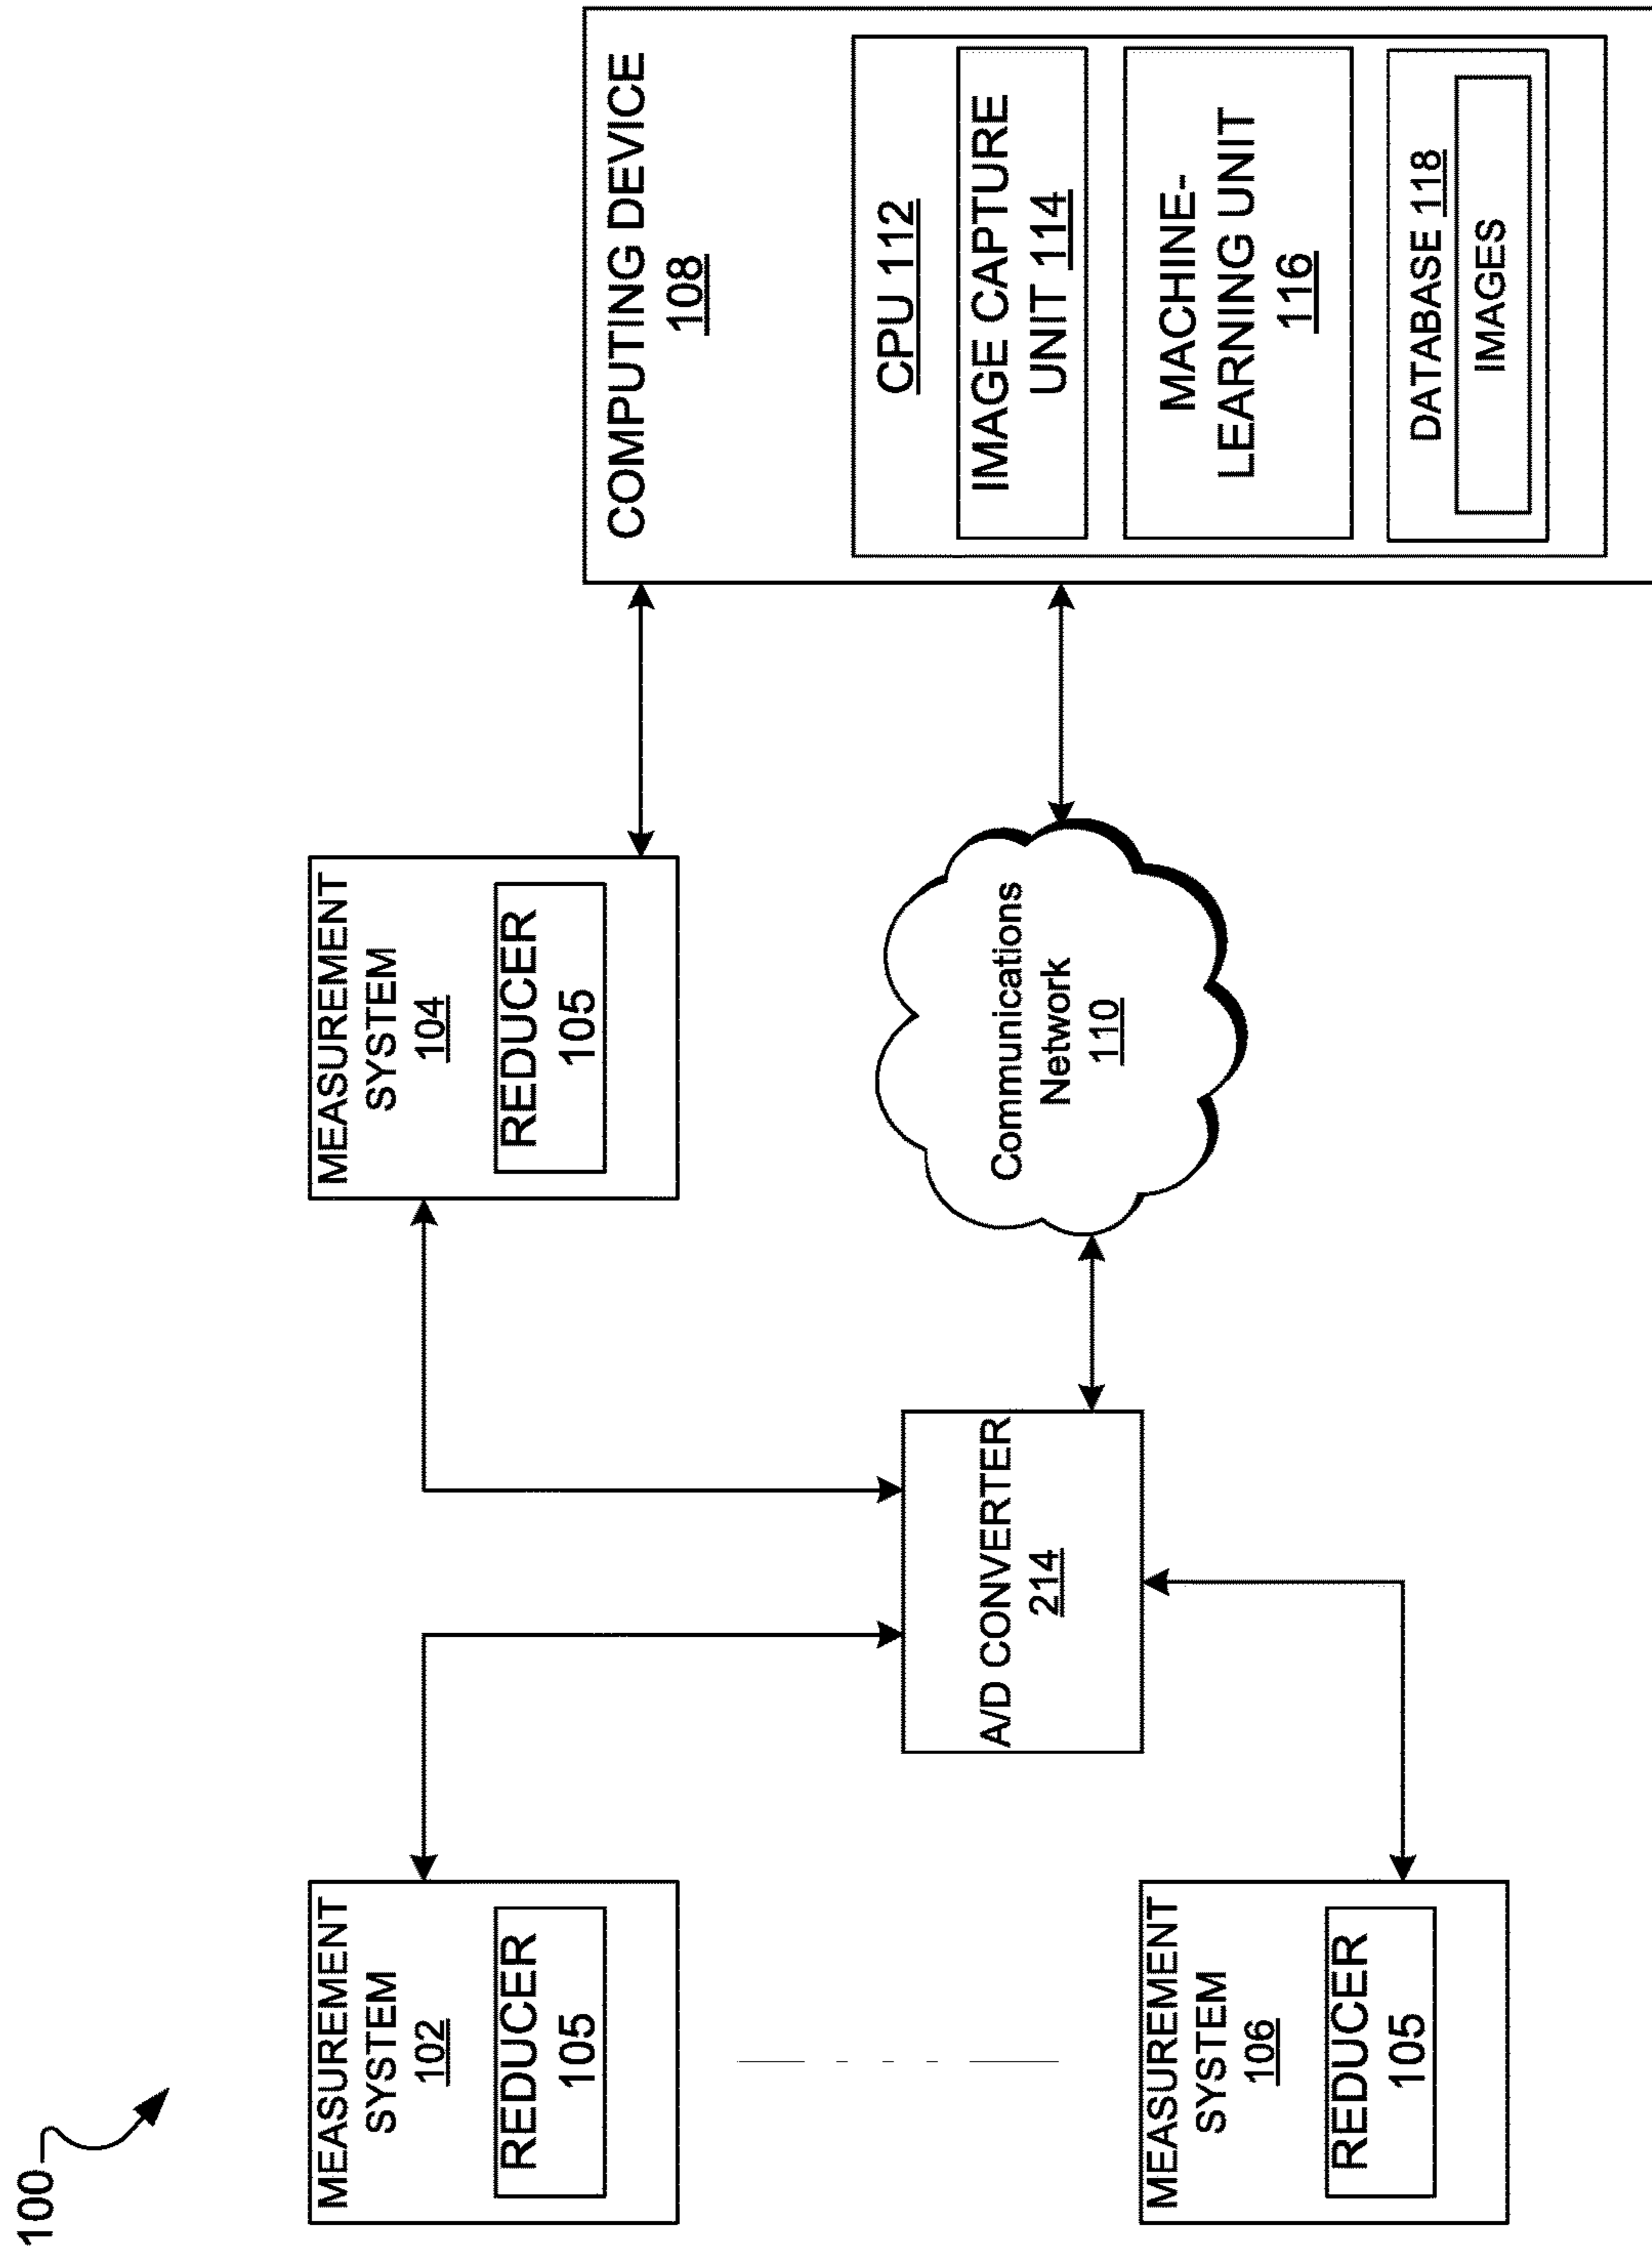 100
MEASUREMENT
SYSTEM
102
REDUCER
105
MEASUREMENT
SYSTEM
104
REDUCER
105
COMPUTING DEVICE
108
CPU 112
IMAGE CAPTURE
UNIT 114
MACHINE-
LEARNING UNIT
116
DATABASE 118
IMAGES
A/D CONVERTER
214
Communications
Network
110
MEASUREMENT
SYSTEM
106
REDUCER
105